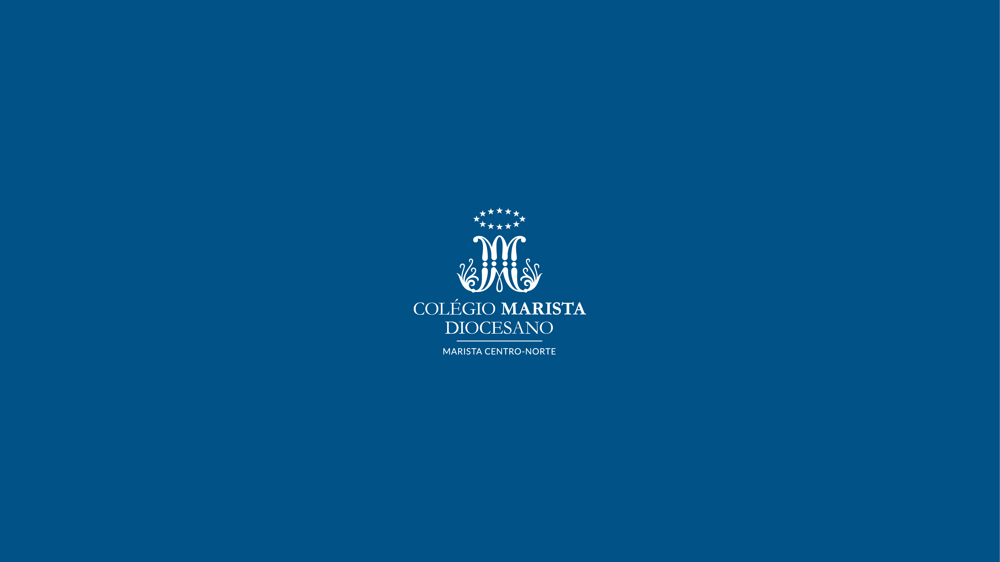 COLÉGIO MARISTA
DIOCESANO
MARISTA CENTRO-NORTE